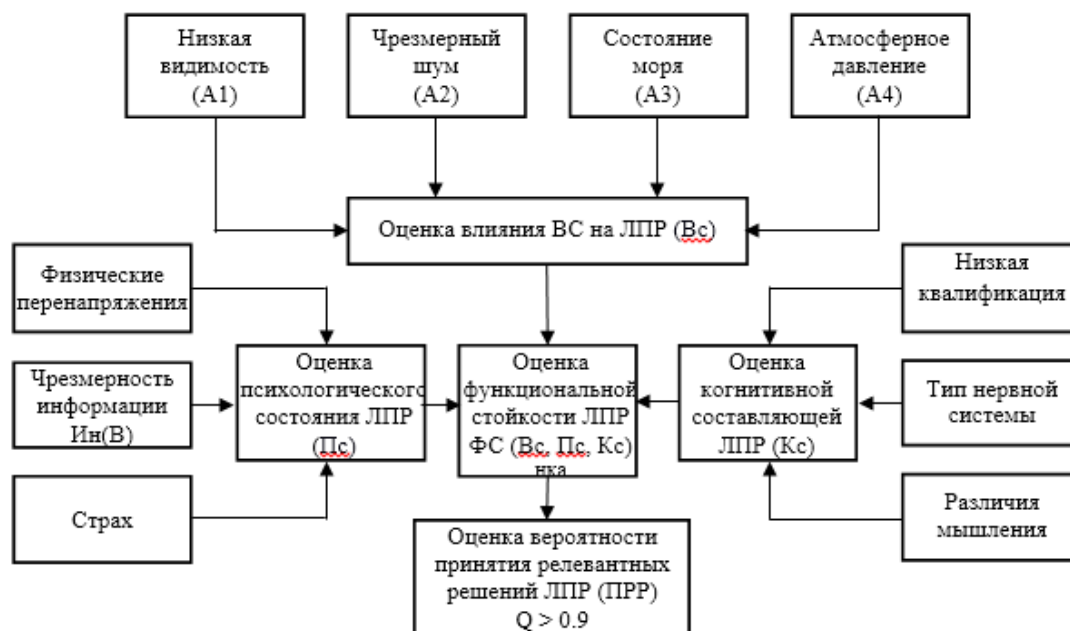 Низкая
видимость
(А1)
Чрезмерный
шум
(А2)
Состояние
моря
(А3)
Атмосферное
давление
(А4)
Оценка влияния ВС на ЛПР (Вс)
Физические
перенапряжения
Низкая
квалификация
Чрезмерность
информации
Ин(В)
Оценка
психологического
состояния ЛПР
(Пс)
Оценка
функциональной
стойкости ЛПР
ФС (Вс, Пс, Кс)
нка
Оценка
когнитивной
составляющей
ЛПР (Кс)
Тип нервной
системы
Страх
Различия
мышления
Оценка вероятности
принятия релевантных
решений ЛПР (ПРР)
Q > 0.9